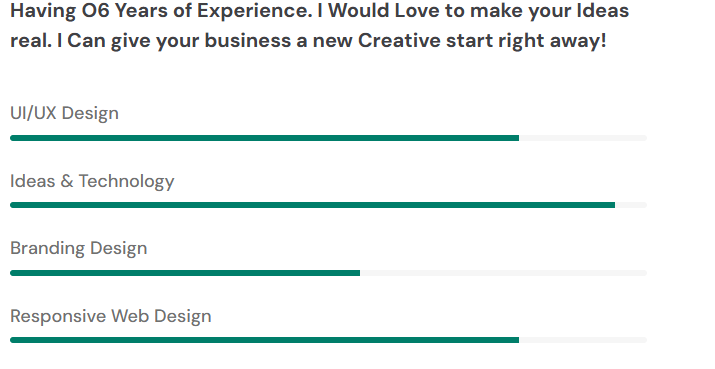 Having O6 Years of Experience. I Would Love to make your Ideas
real. I Can give your business a new Creative start right away!
UI/UX Design
Ideas & Technology
Branding Design
Responsive Web Design